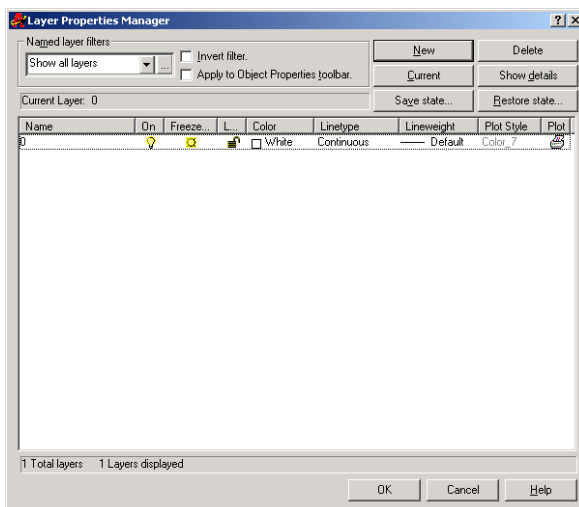 Layer Properties Manager
Named layer filters
Show all layers
...
Invert filter.
Apply to Object Properties toolbar.
New
Delete
Current
Show details
Current Layer: 0
Save state...
Restore state...
Name On Freeze... L... Color Linetype Lineweight Plot Style Plot
0 White Continuous Default Color_7
1 Total layers 1 Layers displayed
OK Cancel Help